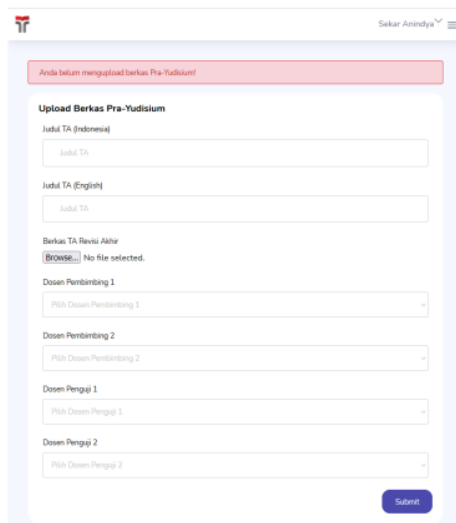 Sekar Anindya
Anda belum mengupload berkas Pra-Yudisium!
Upload Berkas Pra-Yudisium
Judul TA (Indonesia)
Judul TA
Judul TA (English)
Judul TA
Berkas TA Revisi Akhir
Browse... No file selected.
Dosen Pembimbing 1
Pilih Dosen Pembimbing 1
Dosen Pembimbing 2
Pilih Dosen Pembimbing 2
Dosen Penguji 1
Pilih Dosen Penguji 1
Dosen Penguji 2
Pilih Dosen Penguji 2
Submit